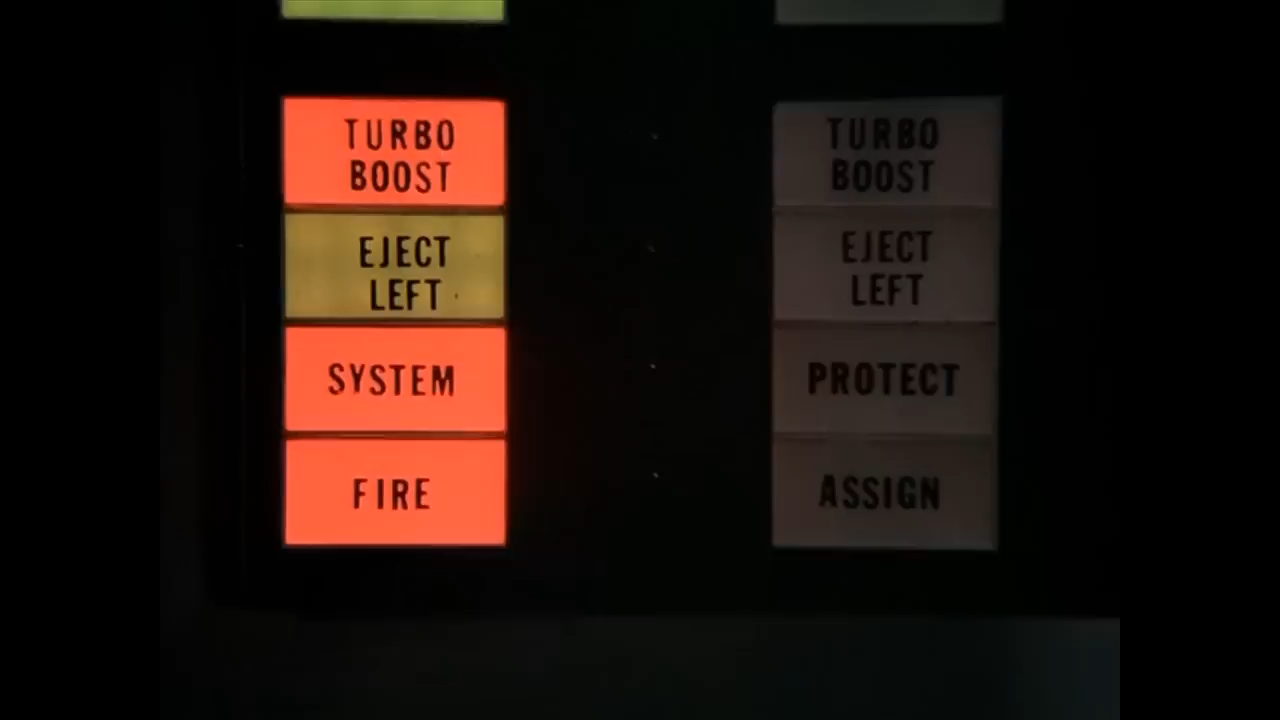 TURBO
BOOST
EJECT
LEFT
SYSTEM
FIRE
TURBO
BOOST
EJECT
LEFT
PROTECT
ASSIGN